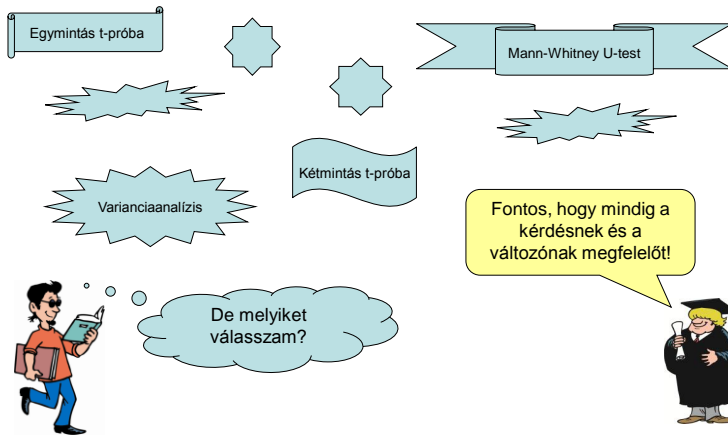 Egymintás t-próba
Mann-Whitney U-test
Kétmintás t-próba
Varianciaanalízis
Fontos, hogy mindig a
kérdésnek és a
változónak megfelelőt!
De melyiket
válasszam?